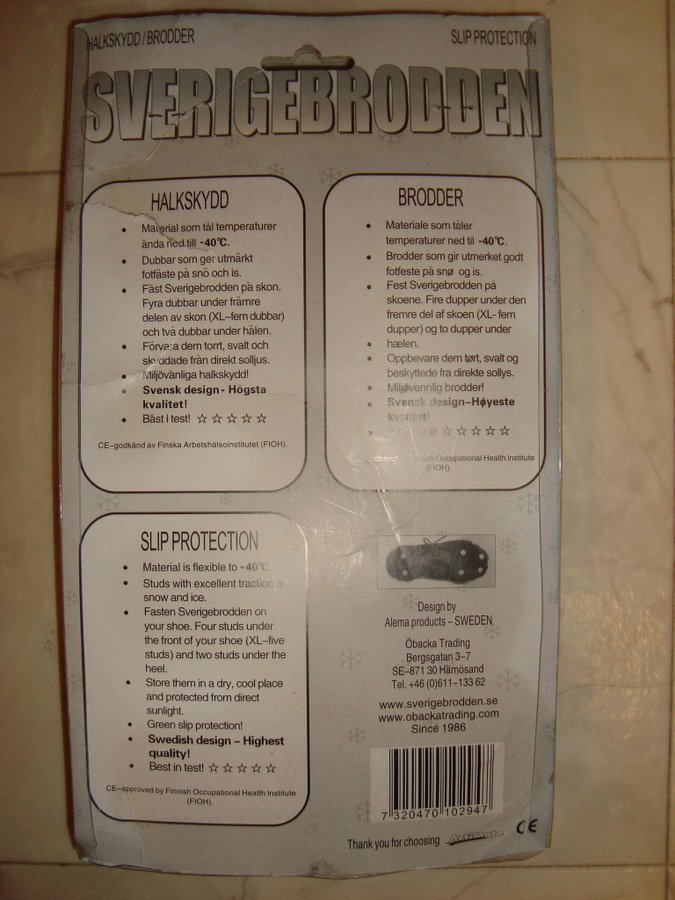 HALKSKYDD / BRODDER
SLIP PROTECTION
SVERIGEBRODDEN
HALKSKYDD
• Material som tål temperaturer
ända ned till -40°C.
• Dubbar som ger utmärkt
fotfäste på snö och is.
• Fäst Sverigebrodden på skon.
Fyra dubbar under främre
delen av skon (XL–fem dubbar)
och två dubbar under hälen.
• Förvara dem torrt, svalt och
skyddade från direkt solljus.
• Miljövänliga halkskydd!
• Svensk design - Högsta
kvalitet!
• Bäst i test! ☆ ☆ ☆ ☆ ☆
CE–godkänd av Finska Arbetshälsoinstitutet (FIOH).
BRODDER
• Materiale som tåler
temperaturer ned til -40°C.
• Brodder som gir utmerket godt
fotfeste på snø og is.
• Fest Sverigebrodden på
skoene. Fire dupper under den
fremre del af skoen (XL- fem
dupper) og to dupper under
• hælen.
• Oppbevare dem tørt, svalt og
beskyttede fra direkte sollys.
• Miljøvennlig brodder!
• Svensk design–Høyeste
kvalitet!
☆ ☆ ☆ ☆ ☆
Occupational Health Institute
(FIOH).
SLIP PROTECTION
• Material is flexible to -40°C.
• Studs with excellent traction
snow and ice.
• Fasten Sverigebrodden on
your shoe. Four studs under
the front of your shoe (XL–five
studs) and two studs under the
heel.
• Store them in a dry, cool place
and protected from direct
sunlight.
• Green slip protection!
• Swedish design – Highest
quality!
• Best in test! ☆ ☆ ☆ ☆ ☆
CE–approved by Finnish Occupational Health Institute
(FIOH).
Design by
Alema products – SWEDEN
Öbacka Trading
Bergsgatan 3–7
SE–871 30 Härnösand
Tel. +46 (0)611–133 62
www.sverigebrodden.se
www.obackatrading.com
Since 1986
7 320470 102947
Thank you for choosing
CE